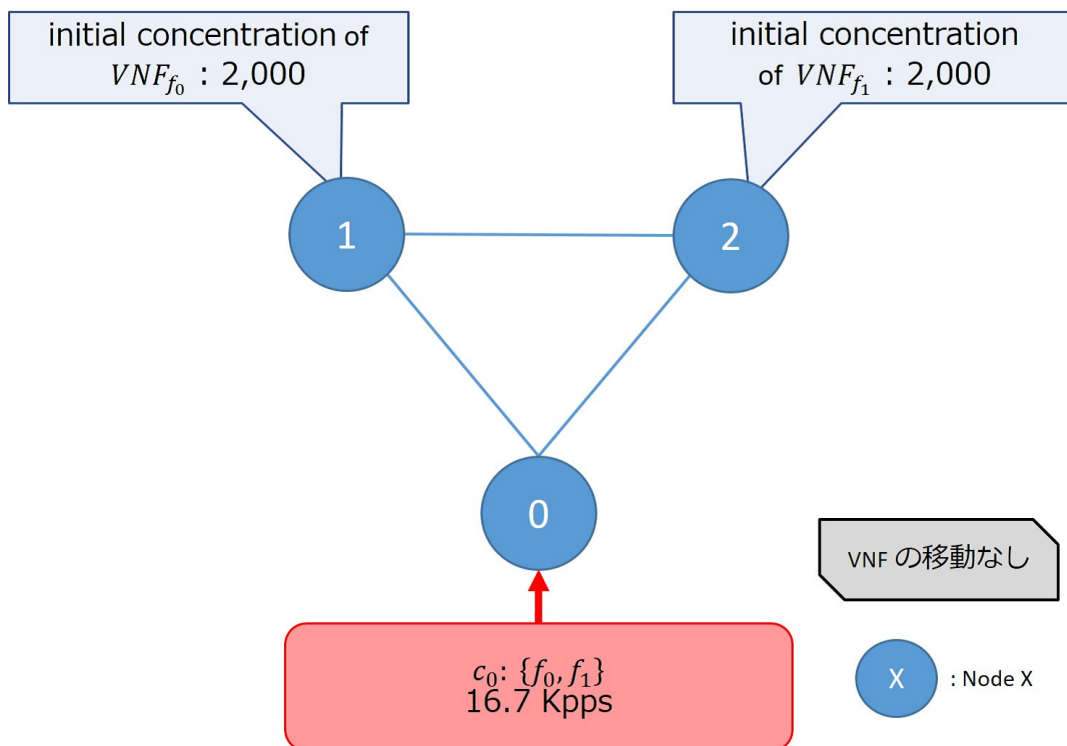 initial concentration of
VNF_{f_0} : 2,000
initial concentration
of VNF_{f_1} : 2,000
1
2
0
VNF の移動なし
c_0: {f_0, f_1}
16.7 Kpps
X
: Node X